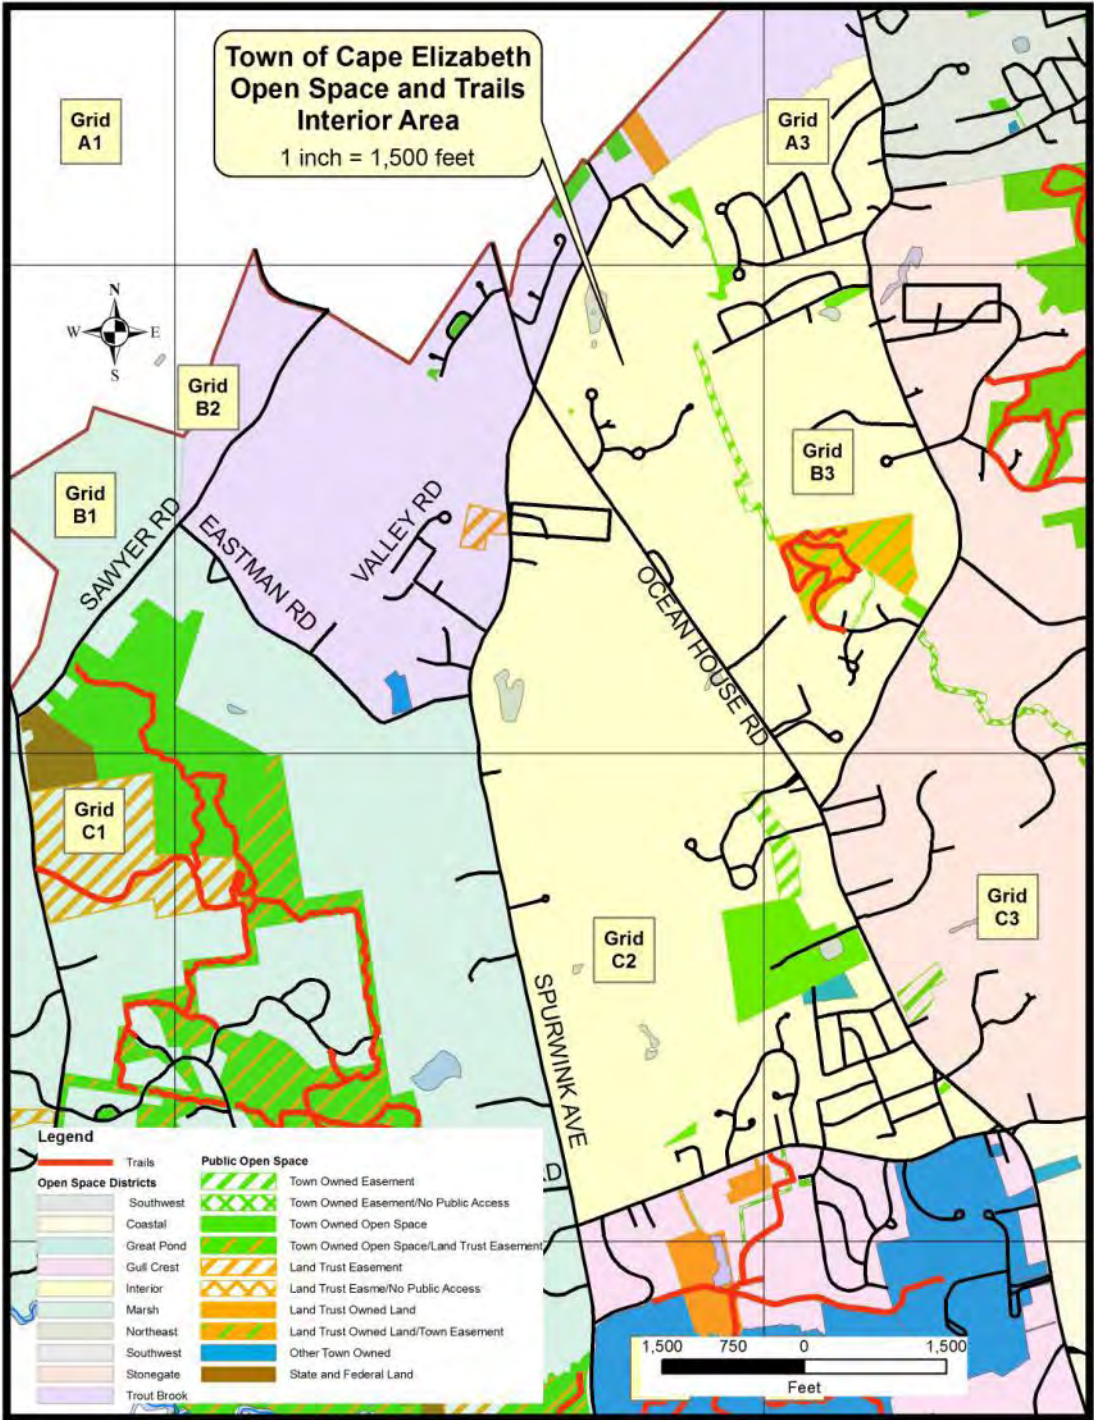 Town of Cape Elizabeth
Open Space and Trails
Interior Area
1 inch = 1,500 feet
Grid
A1
Grid
A3
N
W
E
S
Grid
B2
Grid
B3
Grid
B1
SAWYER RD
EASTMAN RD
VALLEY RD
OCEAN HOUSE RD
Grid
C1
Grid
C2
Grid
C3
SPURWINK AVE
RD
Legend
Trails
Open Space Districts
Southwest
Coastal
Great Pond
Gull Crest
Interior
Marsh
Northeast
Southwest
Stonegate
Trout Brook
Public Open Space
Town Owned Easement
Town Owned Easement/No Public Access
Town Owned Open Space
Town Owned Open Space/Land Trust Easement
Land Trust Easement
Land Trust Easme/No Public Access
Land Trust Owned Land
Land Trust Owned Land/Town Easement
Other Town Owned
State and Federal Land
1,500 750 0 1,500
Feet